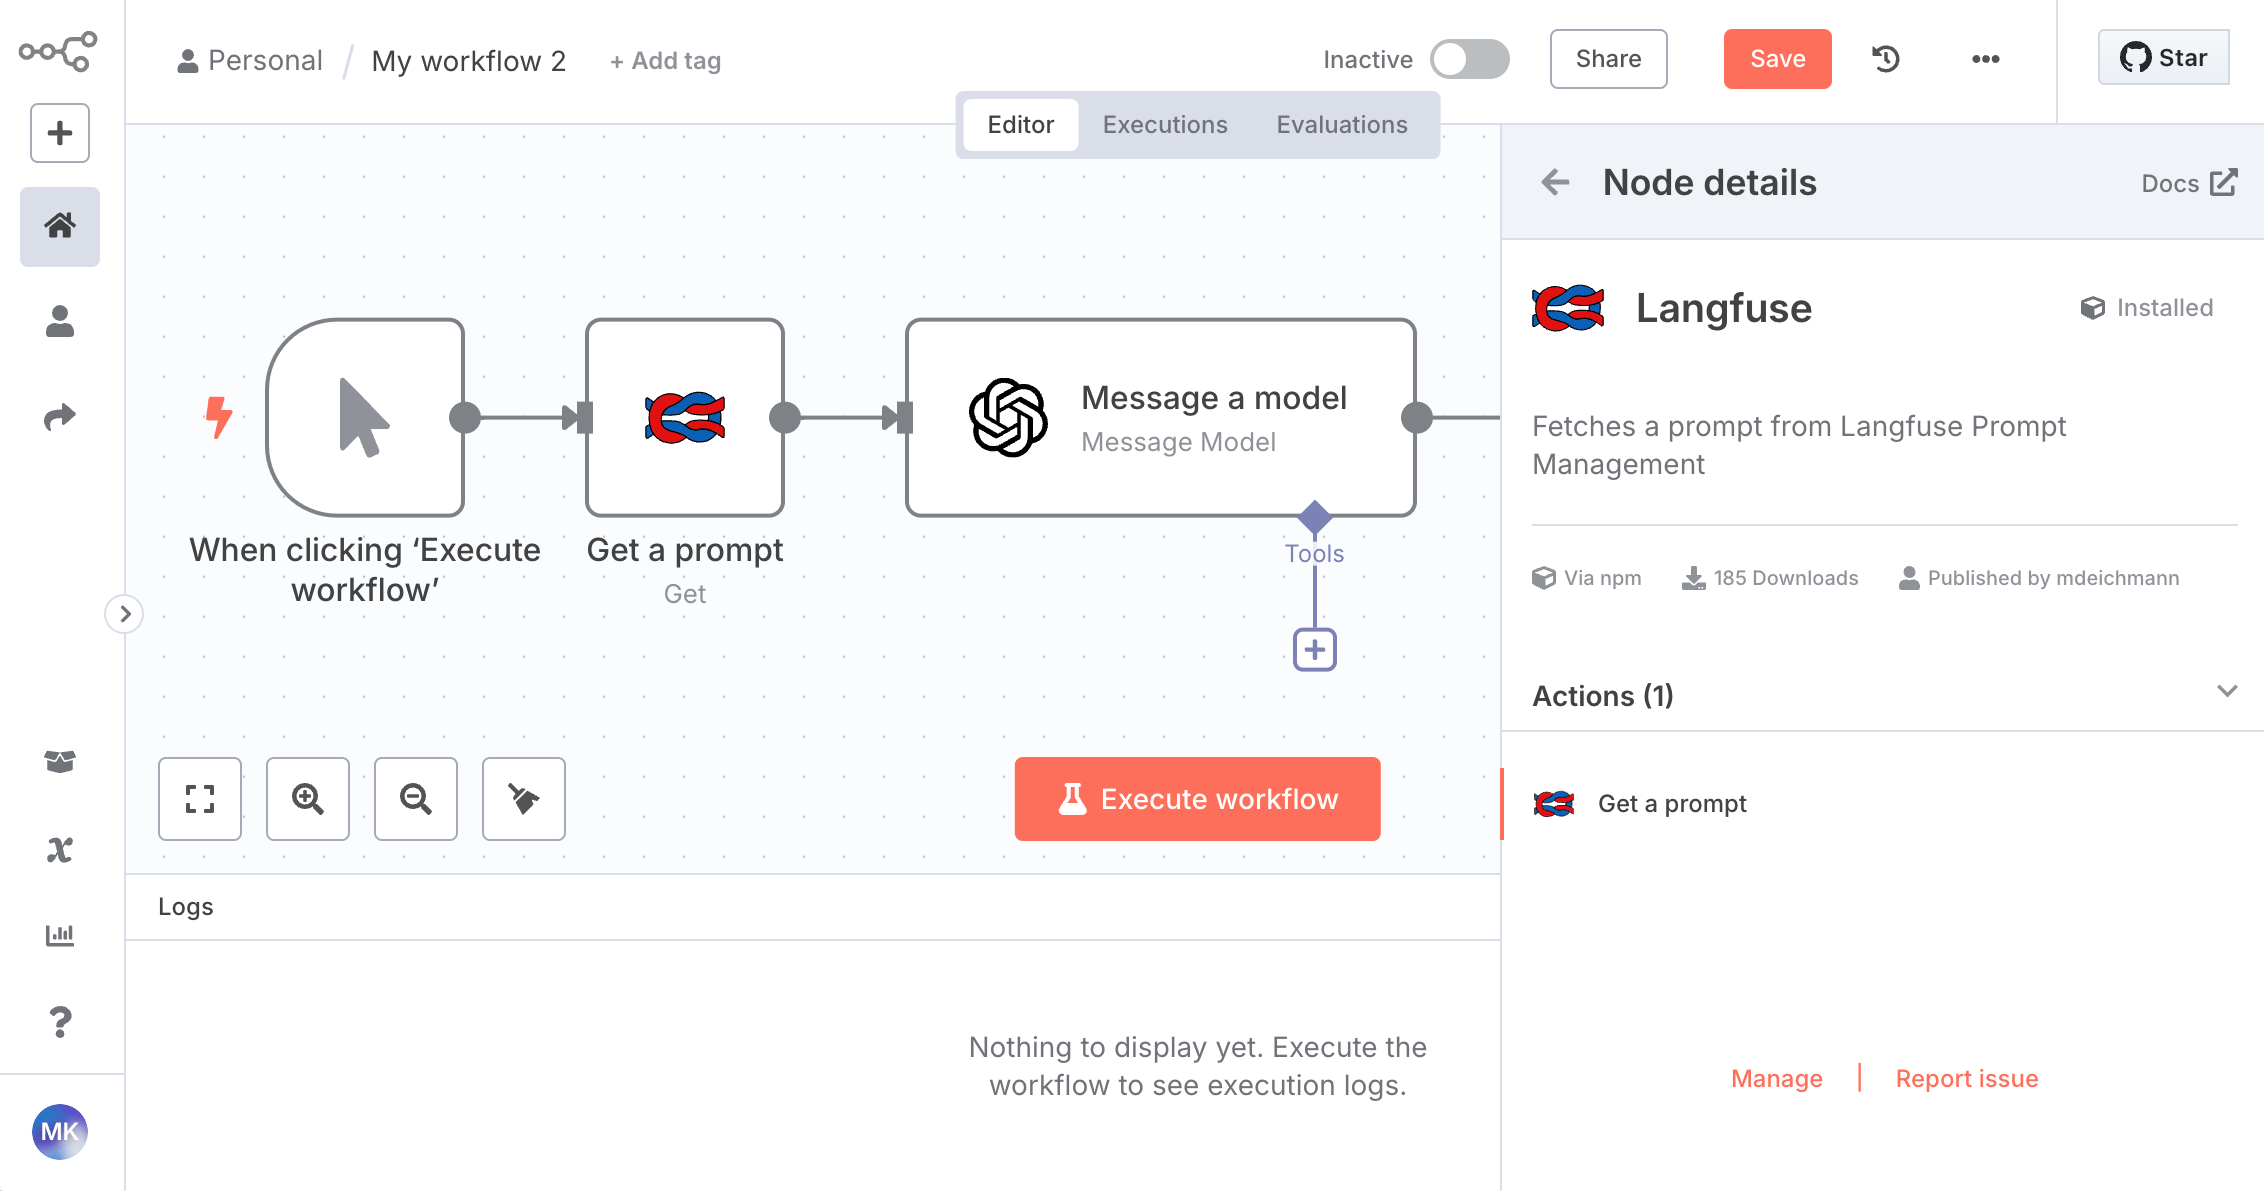 Personal / My workflow 2 + Add tag
Inactive
Share
Save
Star
Editor
Executions
Evaluations
Node details
Docs
Langfuse
Installed
Fetches a prompt from Langfuse Prompt
Management
Via npm
185 Downloads
Published by mdeichmann
Actions (1)
Get a prompt
Manage | Report issue
When clicking ‘Execute
workflow’
Get a prompt
Get
Message a model
Message Model
Tools
Execute workflow
Logs
Nothing to display yet. Execute the
workflow to see execution logs.
MK